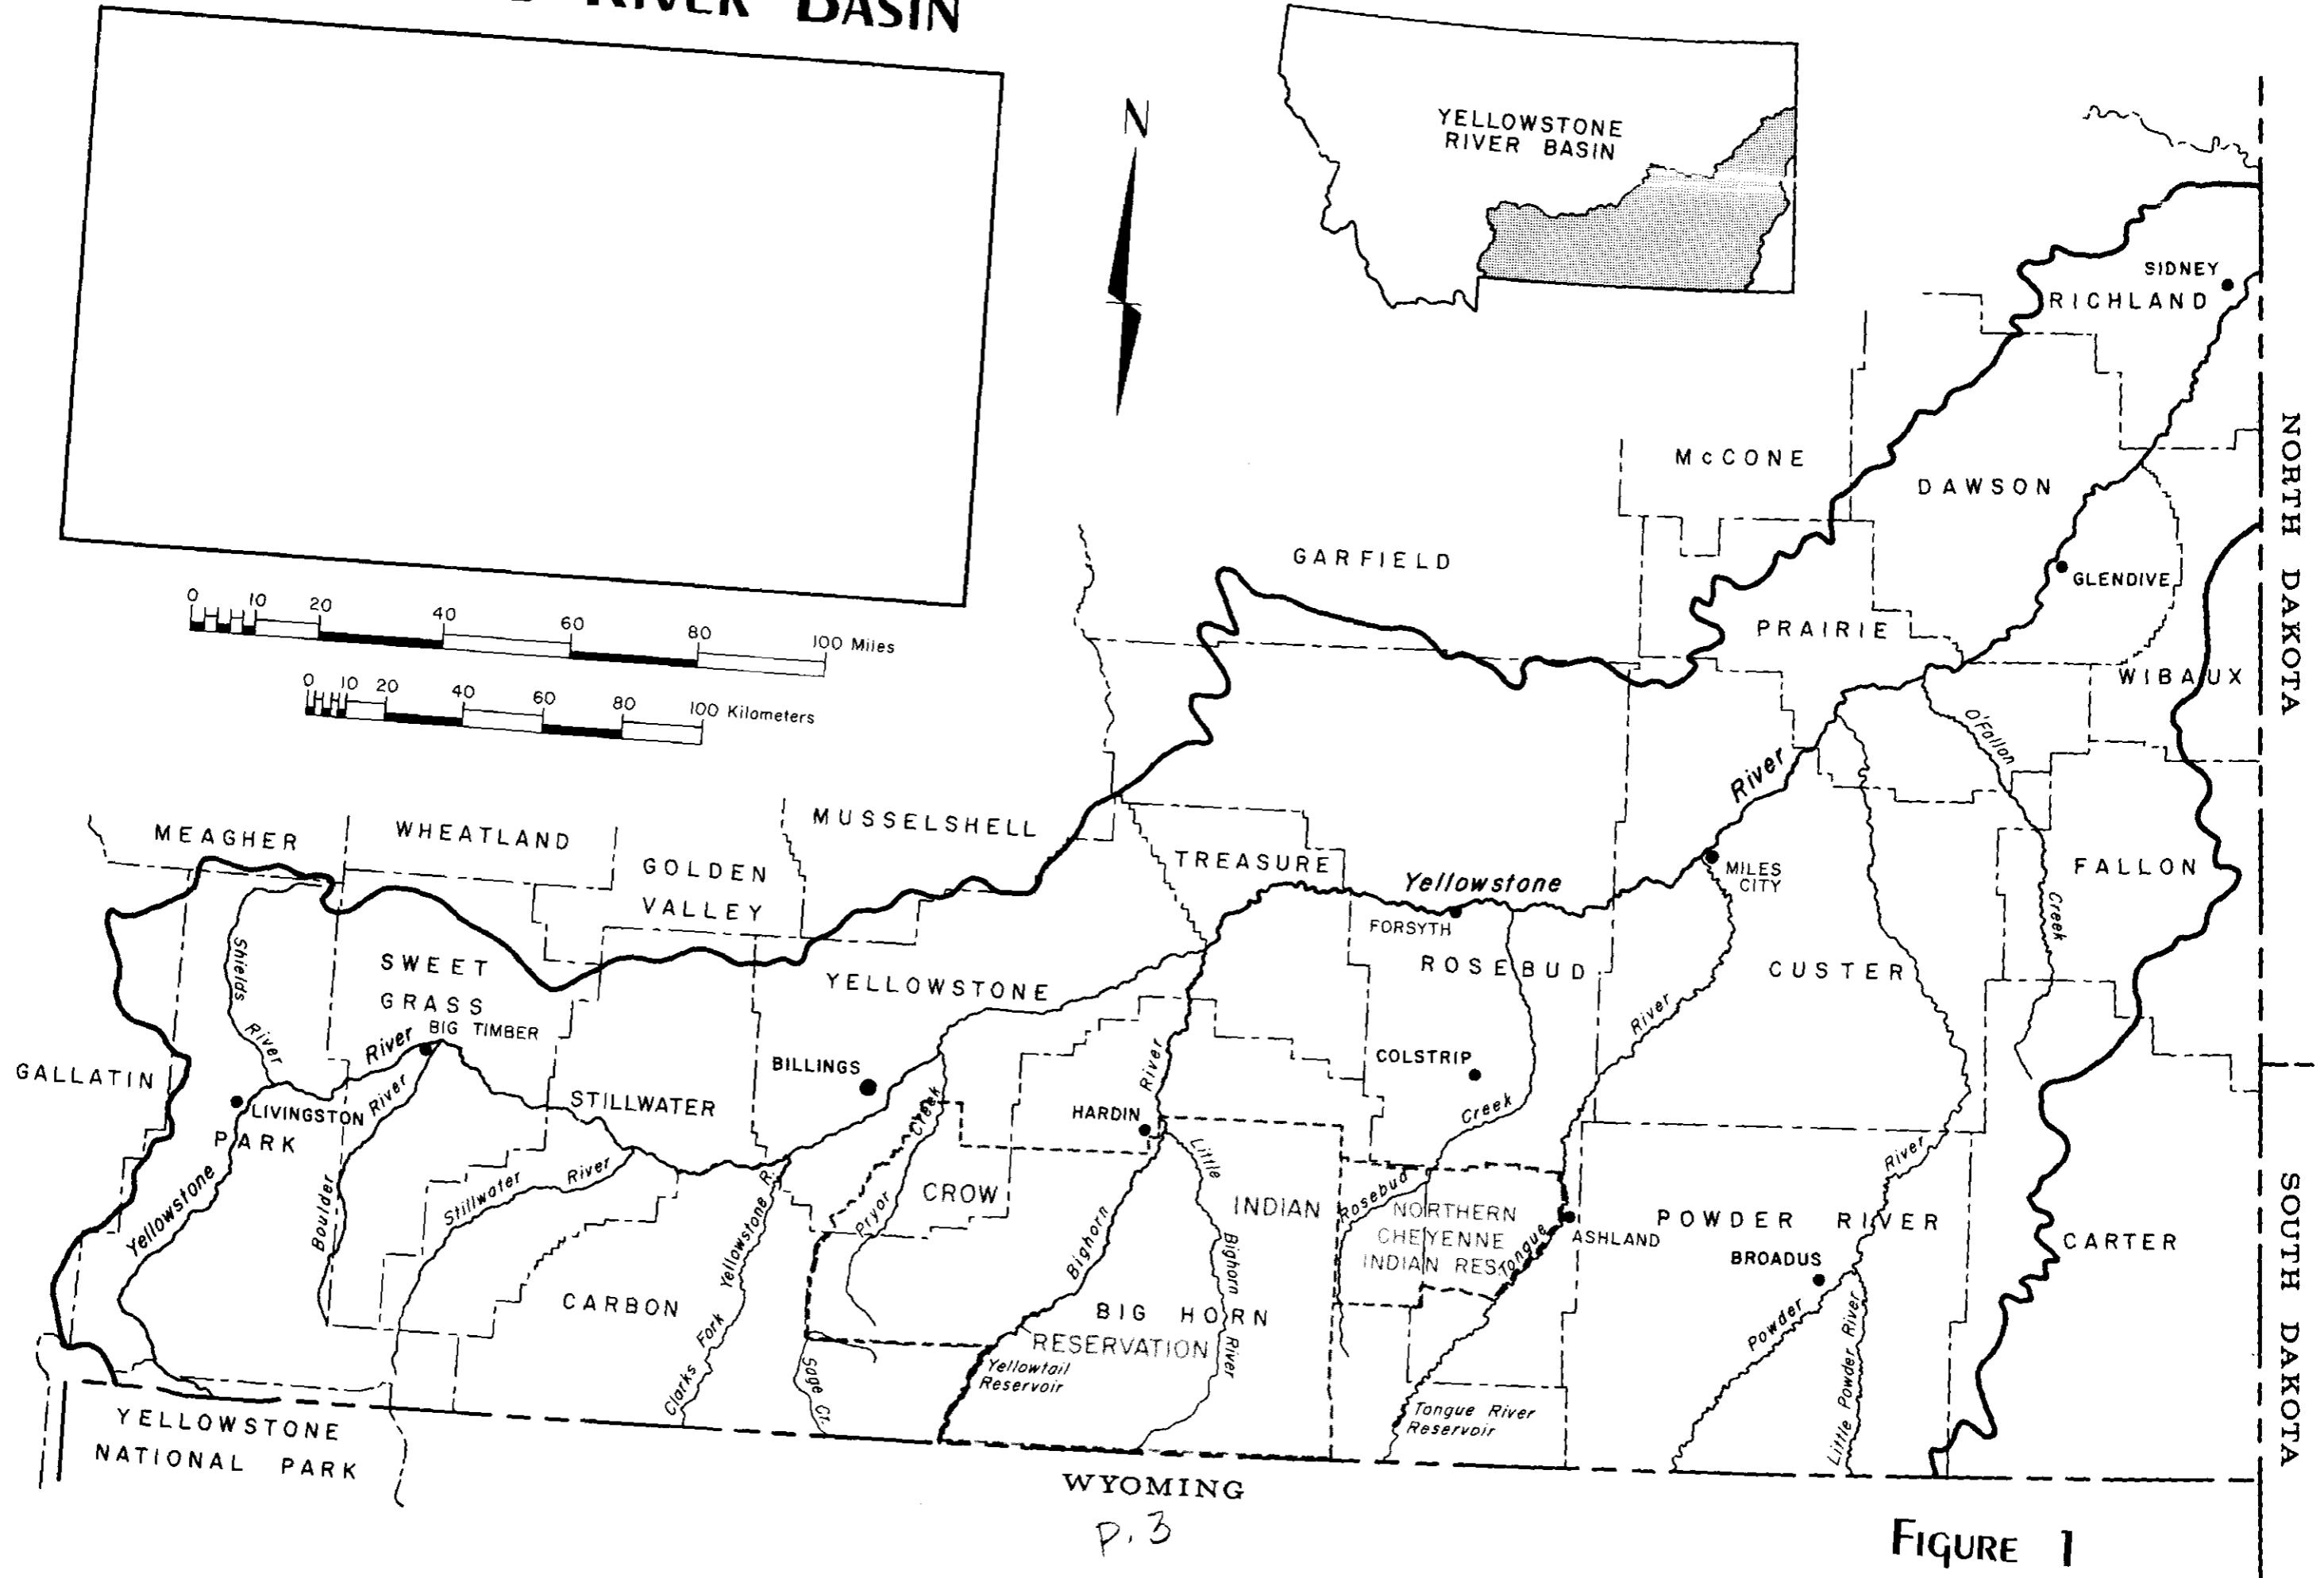 RIVER BASIN
N
YELLOWSTONE
RIVER BASIN
0 10 20 40 60 80 100 Miles
0 10 20 40 60 80 100 Kilometers
SIDNEY
RICHLAND
McCONE
DAWSON
NORTH DAKOTA
GARFIELD
GLENDIVE
PRAIRIE
WIBAUX
O'Fallon
Creek
River
MEAGHER
WHEATLAND
MUSSELSHELL
GOLDEN
VALLEY
TREASURE
Yellowstone
MILES
CITY
FALLON
FORSYTH
ROSEBUD
CUSTER
Shields
River
SWEET
GRASS
BIG TIMBER
River
YELLOWSTONE
River
GALLATIN
LIVINGSTON
PARK
Boulder
River
STILLWATER
BILLINGS
Pryor
Creek
HARDIN
River
COLSTRIP
Creek
Yellowstone
Stillwater
River
CROW
Little
Bighorn
River
INDIAN
Rosebud
NORTHERN
CHEYENNE
INDIAN RES.
Tongue
ASHLAND
POWDER RIVER
River
BROADUS
CARTER
SOUTH DAKOTA
CARBON
Clarks Fork Yellowstone R.
Bighorn
BIG HORN
RESERVATION
Yellowtail
Reservoir
Sage Cr.
Powder
Little Powder River
Tongue River
Reservoir
YELLOWSTONE
NATIONAL PARK
WYOMING
p. 3
FIGURE 1